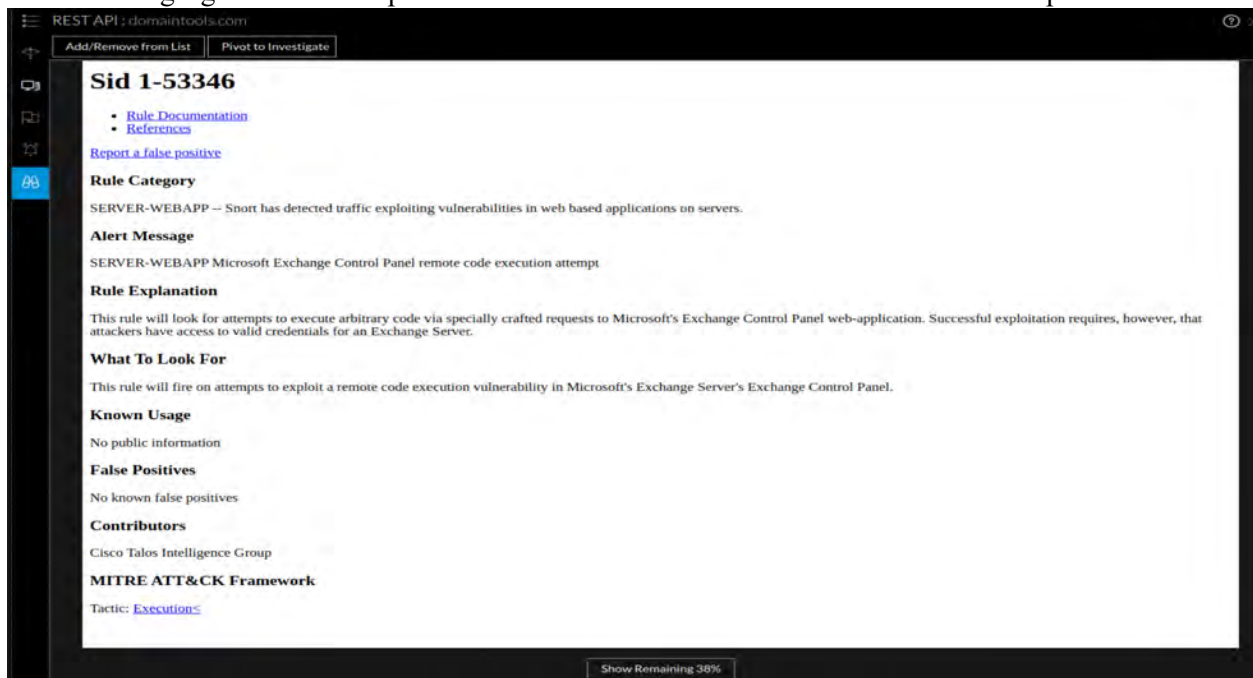 REST API : domaintools.com
Add/Remove from List Pivot to Investigate
Sid 1-53346
• Rule Documentation
• References
Report a false positive
Rule Category
SERVER-WEBAPP -- Snort has detected traffic exploiting vulnerabilities in web based applications on servers.
Alert Message
SERVER-WEBAPP Microsoft Exchange Control Panel remote code execution attempt
Rule Explanation
This rule will look for attempts to execute arbitrary code via specially crafted requests to Microsoft's Exchange Control Panel web-application. Successful exploitation requires, however, that
attackers have access to valid credentials for an Exchange Server.
What To Look For
This rule will fire on attempts to exploit a remote code execution vulnerability in Microsoft's Exchange Server's Exchange Control Panel.
Known Usage
No public information
False Positives
No known false positives
Contributors
Cisco Talos Intelligence Group
MITRE ATT&CK Framework
Tactic: Execution<
Show Remaining 38%